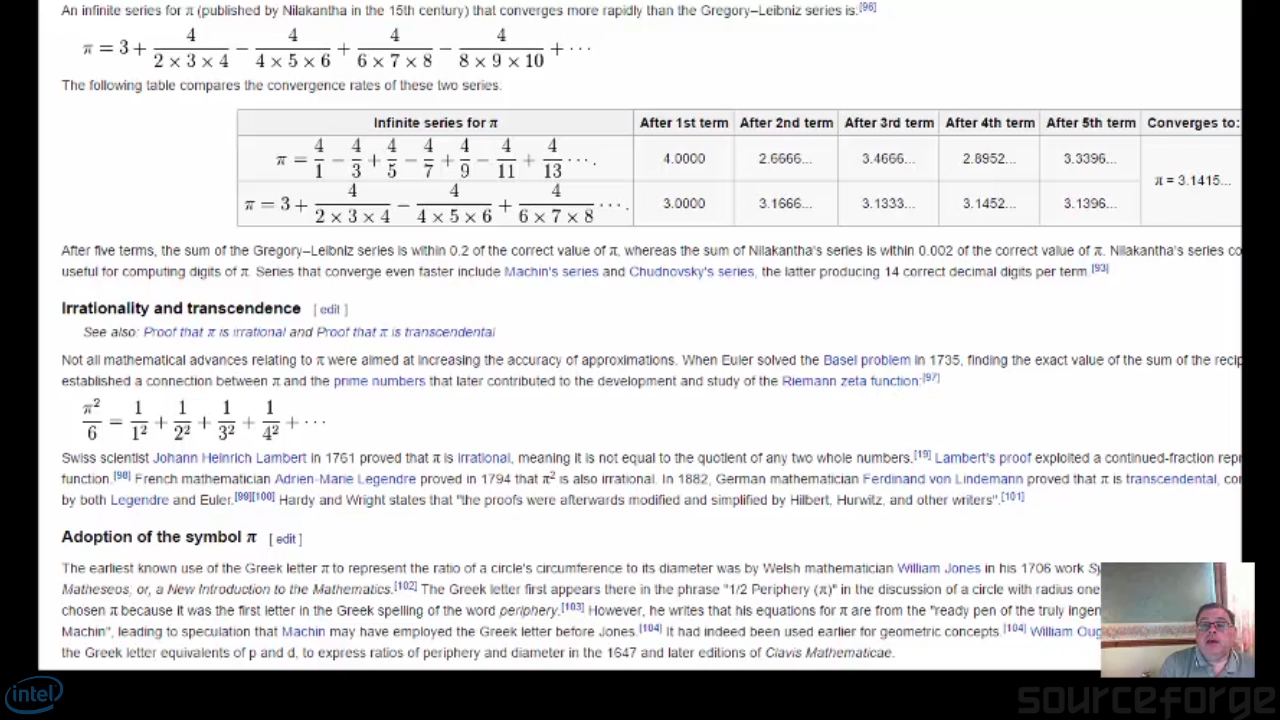 An infinite series for π (published by Nilakantha in the 15th century) that converges more rapidly than the Gregory–Leibniz series is:[96]
π = 3 + 4/(2 × 3 × 4) − 4/(4 × 5 × 6) + 4/(6 × 7 × 8) − 4/(8 × 9 × 10) + ⋯
The following table compares the convergence rates of these two series:
Infinite series for π After 1st term After 2nd term After 3rd term After 4th term After 5th term Converges to:
π = 4/1 − 4/3 + 4/5 − 4/7 + 4/9 − 4/11 + 4/13 ⋯. 4.0000 2.6666... 3.4666... 2.8952... 3.3396...
π = 3.1415...
π = 3 + 4/(2 × 3 × 4) − 4/(4 × 5 × 6) + 4/(6 × 7 × 8) ⋯. 3.0000 3.1666... 3.1333... 3.1452... 3.1396...
After five terms, the sum of the Gregory–Leibniz series is within 0.2 of the correct value of π, whereas the sum of Nilakantha's series is within 0.002 of the correct value of π. Nilakantha's series
useful for computing digits of π. Series that converge even faster include Machin's series and Chudnovsky's series, the latter producing 14 correct decimal digits per term.[93]
Irrationality and transcendence [ edit ]
See also: Proof that π is irrational and Proof that π is transcendental
Not all mathematical advances relating to π were aimed at increasing the accuracy of approximations. When Euler solved the Basel problem in 1735, finding the exact value of the sum of the
established a connection between π and the prime numbers that later contributed to the development and study of the Riemann zeta function:[97]
π²/6 = 1/1² + 1/2² + 1/3² + 1/4² + ⋯
Swiss scientist Johann Heinrich Lambert in 1761 proved that π is irrational, meaning it is not equal to the quotient of any two whole numbers.[19] Lambert's proof exploited a continued-fraction
function.[98] French mathematician Adrien-Marie Legendre proved in 1794 that π² is also irrational. In 1882, German mathematician Ferdinand von Lindemann proved that π is transcendental,
by both Legendre and Euler.[99][100] Hardy and Wright states that "the proofs were afterwards modified and simplified by Hilbert, Hurwitz, and other writers".[101]
Adoption of the symbol π [ edit ]
The earliest known use of the Greek letter π to represent the ratio of a circle's circumference to its diameter was by Welsh mathematician William Jones in his 1706 work
Matheseos; or, a New Introduction to the Mathematics.[102] The Greek letter first appears there in the phrase "1/2 Periphery (π)" in the discussion of a circle with radius one
chosen π because it was the first letter in the Greek spelling of the word periphery.[103] However, he writes that his equations for π are from the "ready pen of the truly
Machin", leading to speculation that Machin may have employed the Greek letter before Jones.[104] It had indeed been used earlier for geometric concepts.[104] William
the Greek letter equivalents of p and d, to express ratios of periphery and diameter in the 1647 and later editions of Clavis Mathematicae.
intel
sourceforge